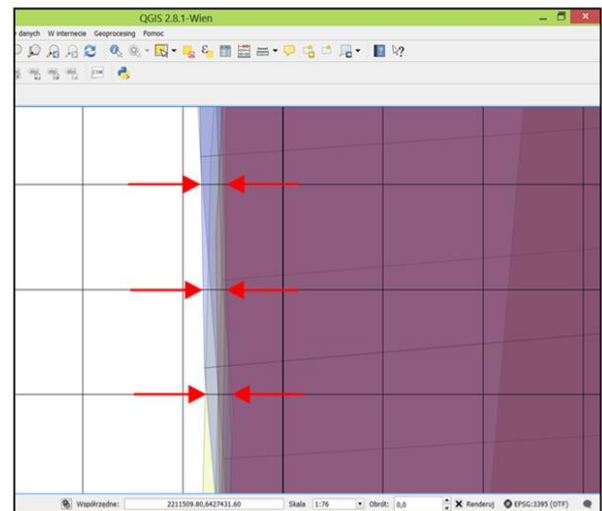 QGIS 2.8.1-Wien
danych W internecie Geoprocesing Pomoc
Współrzędne: 2211509.80,6427431.60 Skala 1:76 Obrót: 0,0 Renderuj EPSG:3395 (OTF)